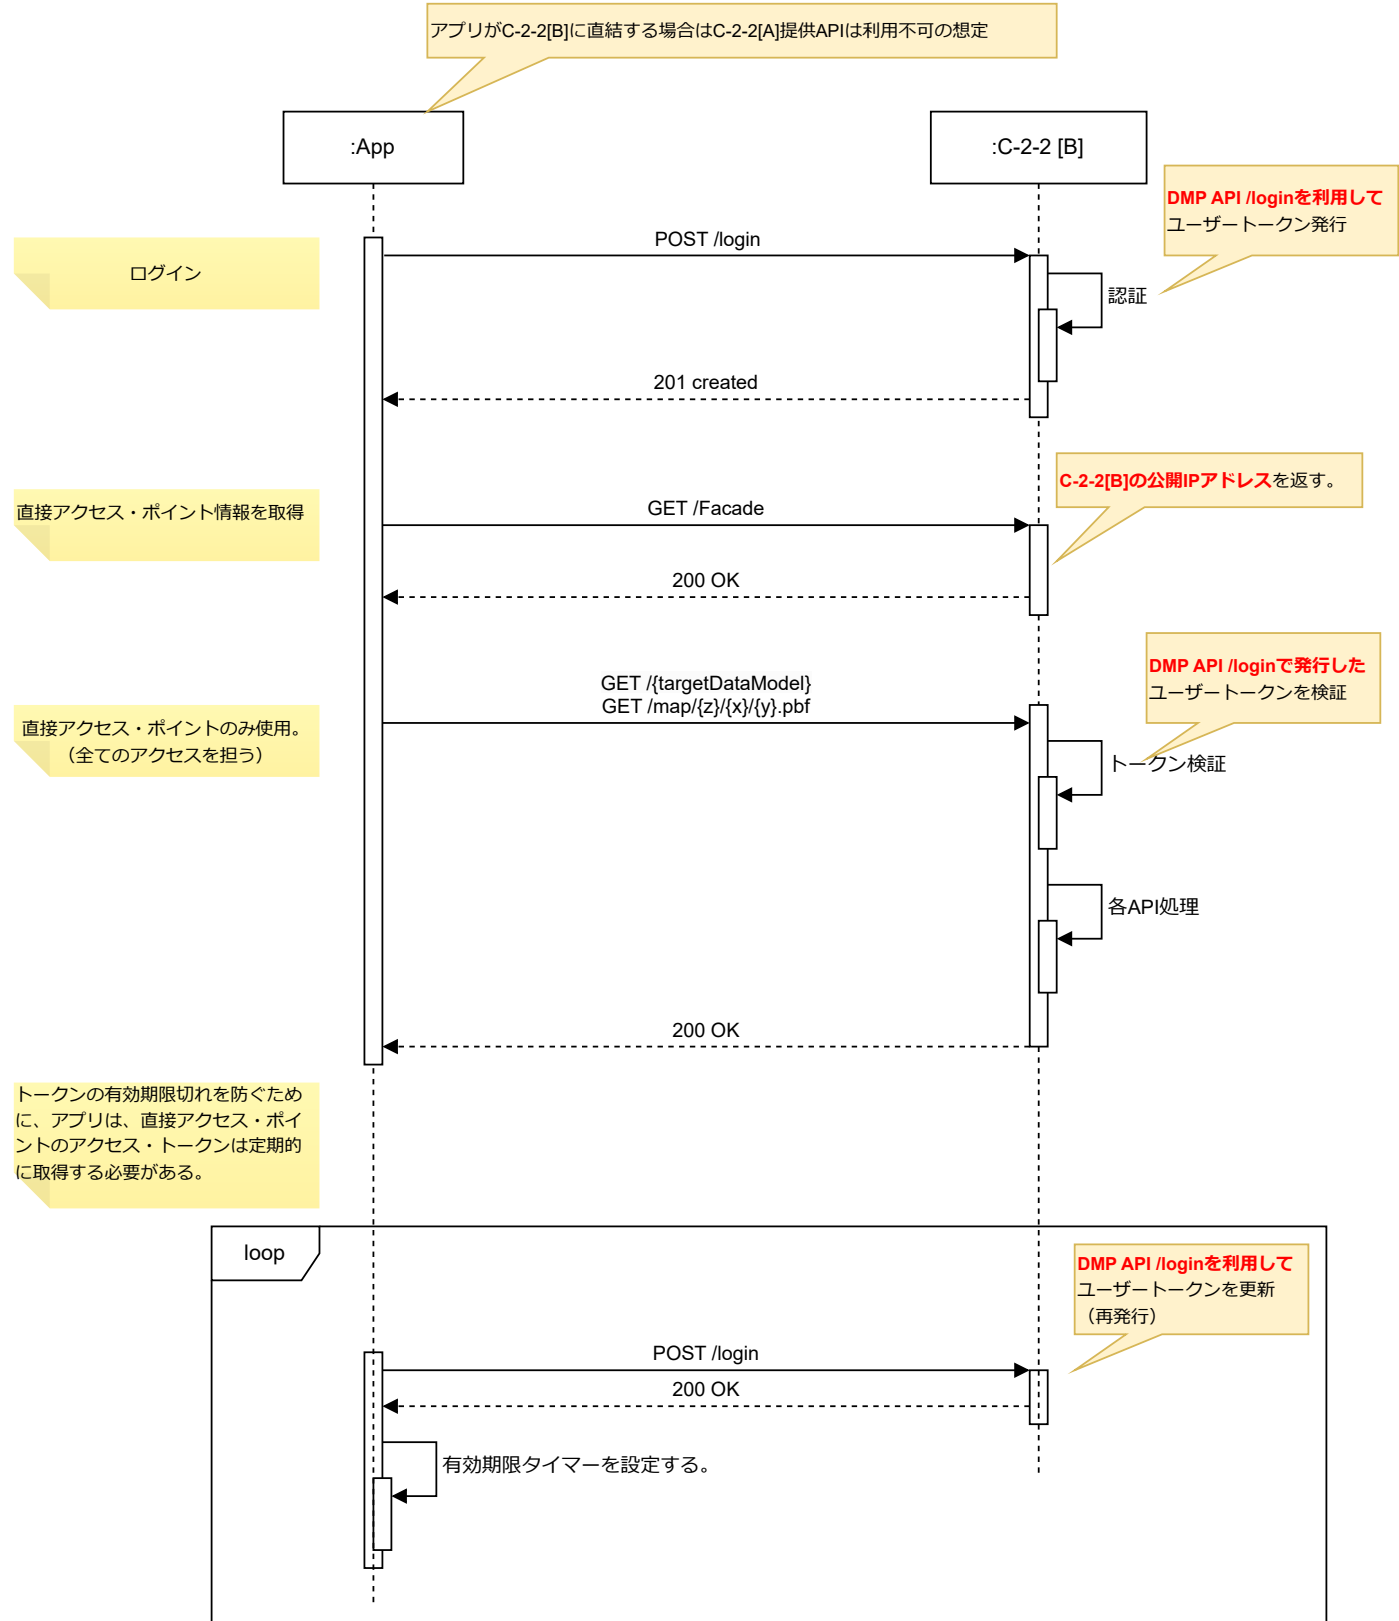 アプリがC-2-2[B]に直結する場合はC-2-2[A]提供APIは利用不可の想定
:App
:C-2-2 [B]
DMP API /loginを利用して
ユーザートークン発行
POST /login
ログイン
認証
201 created
C-2-2[B]の公開IPアドレスを返す。
直接アクセス・ポイント情報を取得
GET /Facade
200 OK
DMP API /loginで発行した
ユーザートークンを検証
GET /{targetDataModel}
GET /map/{z}/{x}/{y}.pbf
直接アクセス・ポイントのみ使用。
（全てのアクセスを担う）
トークン検証
各API処理
200 OK
トークンの有効期限切れを防ぐため
に、アプリは、直接アクセス・ポイ
ントのアクセス・トークンは定期的
に取得する必要がある。
loop
DMP API /loginを利用して
ユーザートークンを更新
（再発行）
POST /login
200 OK
有効期限タイマーを設定する。